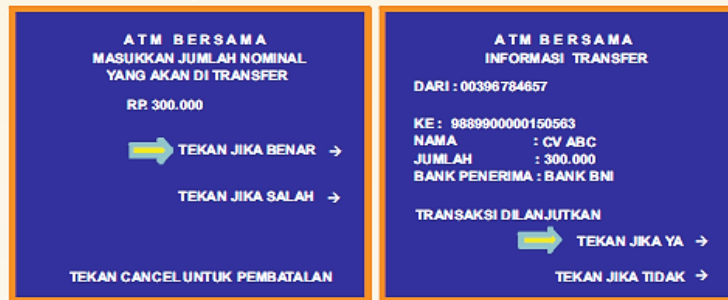 ATM BERSAMA
MASUKKAN JUMLAH NOMINAL
YANG AKAN DI TRANSFER
RP. 300.000
TEKAN JIKA BENAR →
TEKAN JIKA SALAH →
TEKAN CANCEL UNTUK PEMBATALAN
ATM BERSAMA
INFORMASI TRANSFER
DARI : 00396784657
KE : 9889900000150563
NAMA : CV ABC
JUMLAH : 300.000
BANK PENERIMA : BANK BNI
TRANSAKSI DILANJUTKAN
TEKAN JIKA YA →
TEKAN JIKA TIDAK →